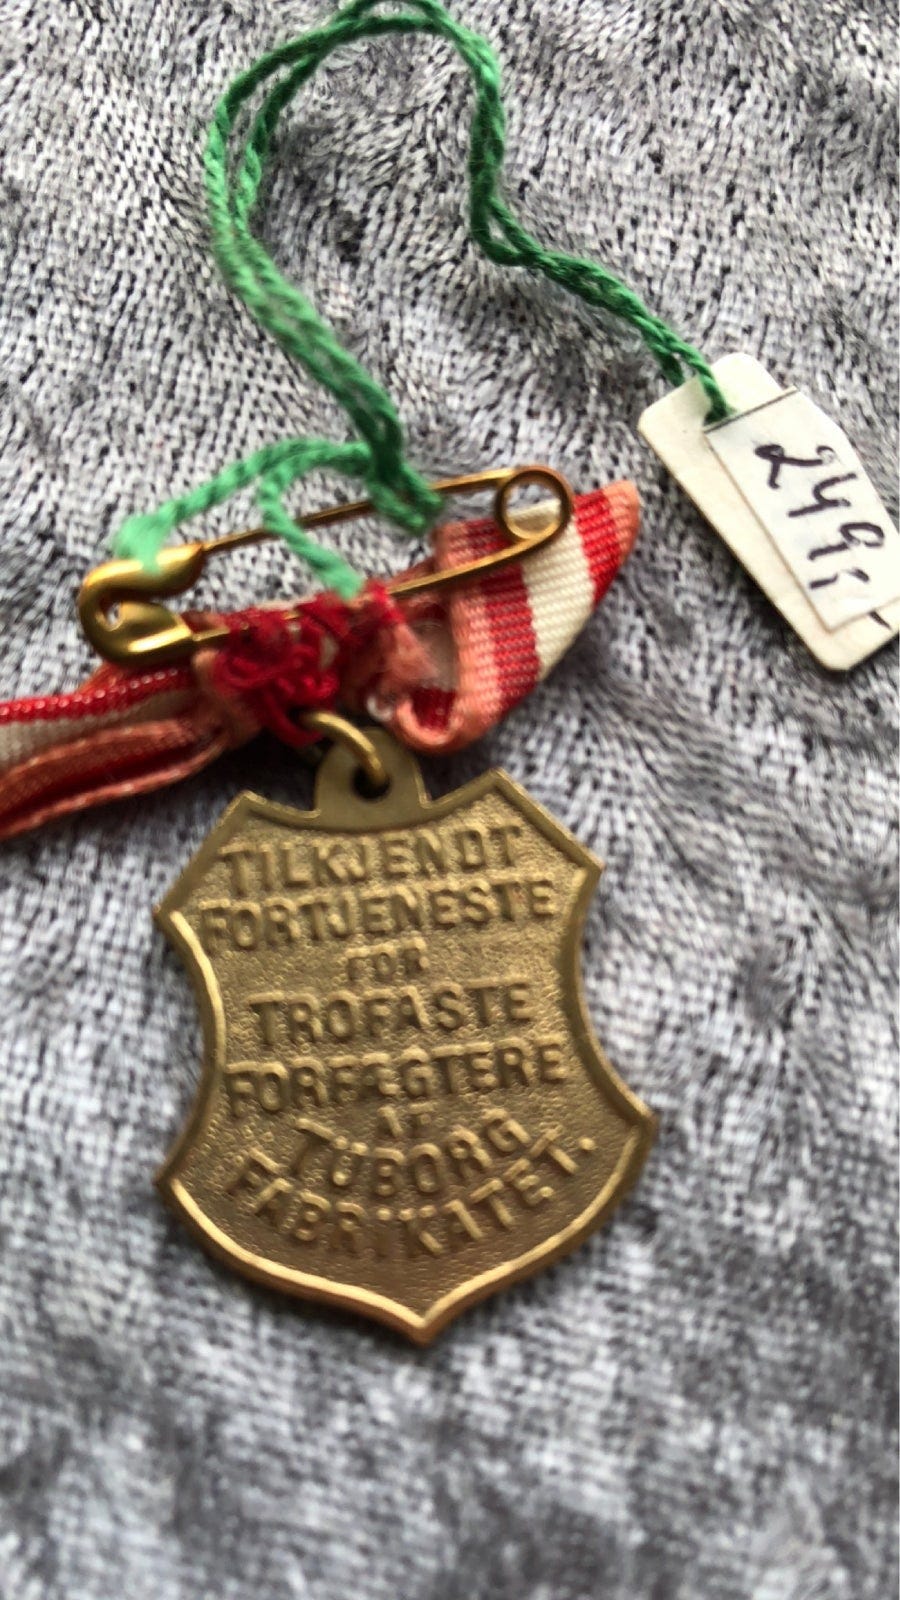 TILKJENDT
FORTJENESTE
FOR
TROFASTE
FORFÆGTERE
AF
TUBORG
FABRIKATET.
249,-